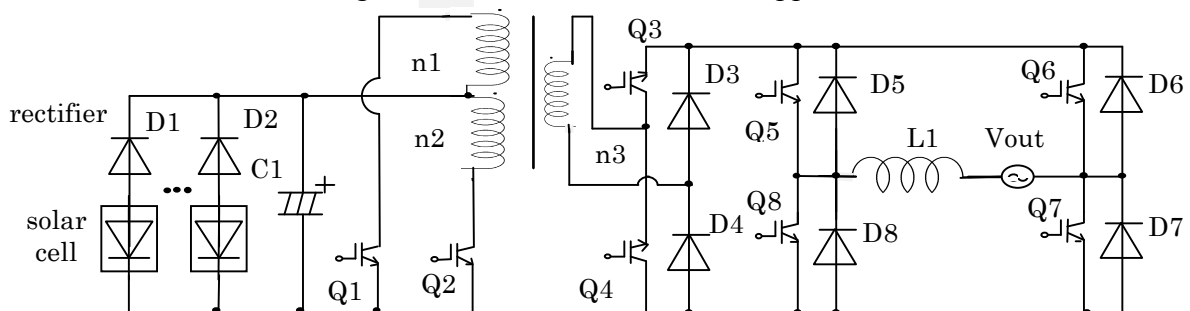 Q3
n1
D3
D5
Q6
D6
rectifier
D1
D2
Q5
C1
n2
n3
L1
Vout
solar
cell
Q8
Q7
D4
D8
D7
Q1
Q2
Q4